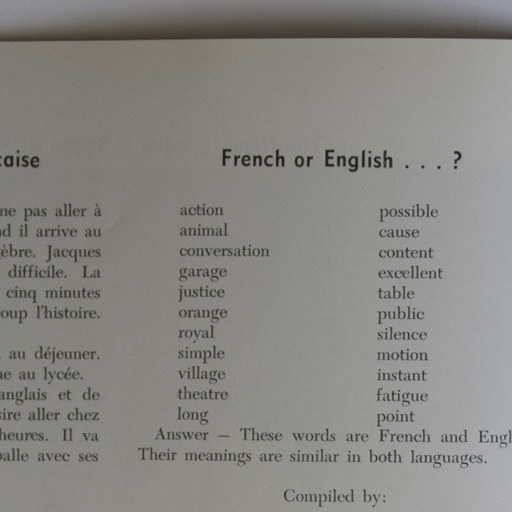 caise
ne pas aller à
d il arrive au
èbre. Jacques
difficile. La
cinq minutes
oup l'histoire.
au déjeuner.
ne au lycée.
anglais et de
sire aller chez
heures. Il va
balle avec ses
French or English . . . ?
action
animal
conversation
garage
justice
orange
royal
simple
village
theatre
long
possible
cause
content
excellent
table
public
silence
motion
instant
fatigue
point
Answer — These words are French and Engl
Their meanings are similar in both languages.
Compiled by: